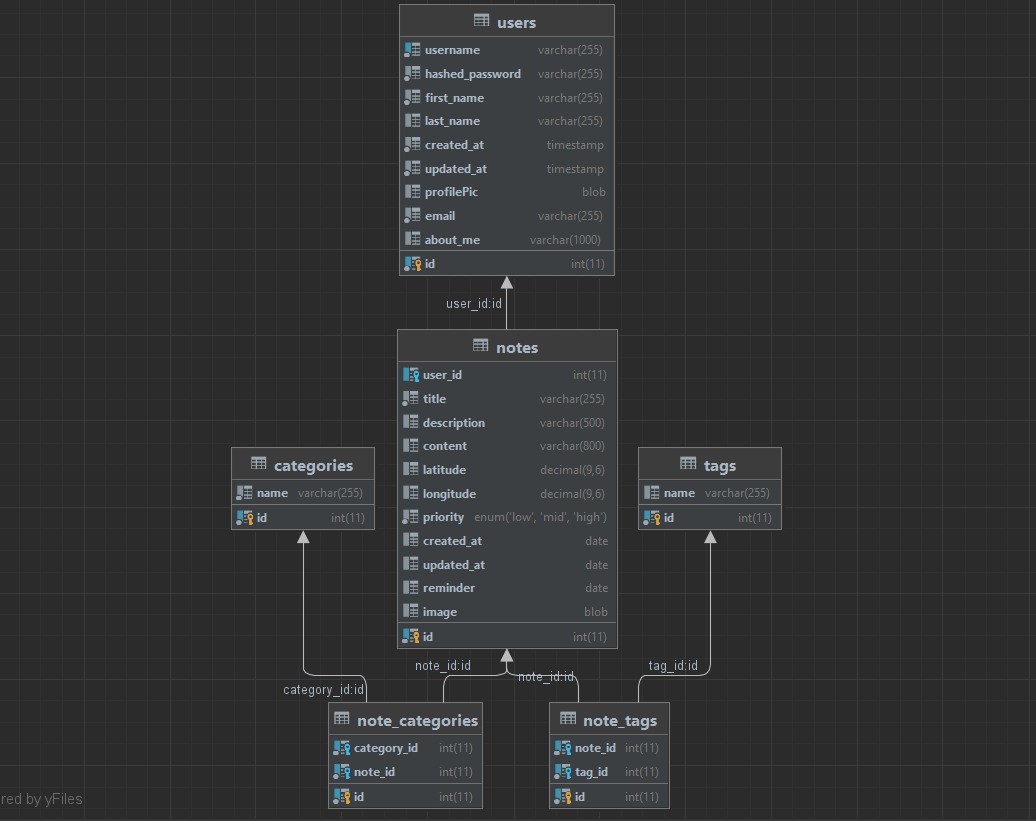 users
username varchar(255)
hashed_password varchar(255)
first_name varchar(255)
last_name varchar(255)
created_at timestamp
updated_at timestamp
profilePic blob
email varchar(255)
about_me varchar(1000)
id int(11)
user_id:id
notes
user_id int(11)
title varchar(255)
description varchar(500)
content varchar(800)
latitude decimal(9,6)
longitude decimal(9,6)
priority enum('low', 'mid', 'high')
created_at date
updated_at date
reminder date
image blob
id int(11)
categories
name varchar(255)
id int(11)
tags
name varchar(255)
id int(11)
note_id:id
note_id:id
tag_id:id
category_id:id
note_categories
category_id int(11)
note_id int(11)
id int(11)
note_tags
note_id int(11)
tag_id int(11)
id int(11)
red by yFiles